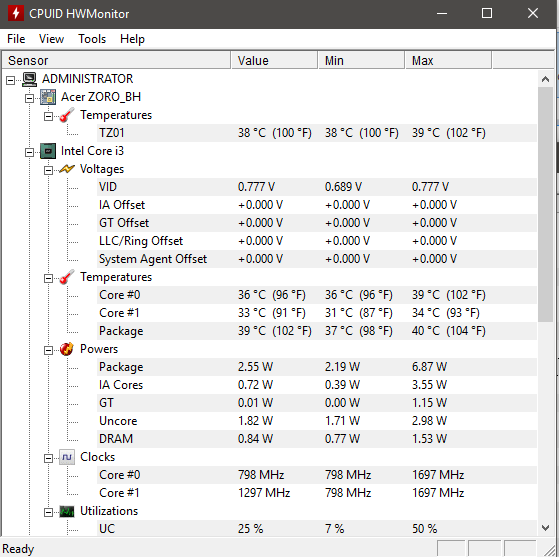 CPUID HWMonitor
File View Tools Help
Sensor Value Min Max
ADMINISTRATOR
Acer ZORO_BH
Temperatures
TZ01 38 °C (100 °F) 38 °C (100 °F) 39 °C (102 °F)
Intel Core i3
Voltages
VID 0.777 V 0.689 V 0.777 V
IA Offset +0.000 V +0.000 V +0.000 V
GT Offset +0.000 V +0.000 V +0.000 V
LLC/Ring Offset +0.000 V +0.000 V +0.000 V
System Agent Offset +0.000 V +0.000 V +0.000 V
Temperatures
Core #0 36 °C (96 °F) 36 °C (96 °F) 39 °C (102 °F)
Core #1 33 °C (91 °F) 31 °C (87 °F) 34 °C (93 °F)
Package 39 °C (102 °F) 37 °C (98 °F) 40 °C (104 °F)
Powers
Package 2.55 W 2.19 W 6.87 W
IA Cores 0.72 W 0.39 W 3.55 W
GT 0.01 W 0.00 W 1.15 W
Uncore 1.82 W 1.71 W 2.98 W
DRAM 0.84 W 0.77 W 1.53 W
Clocks
Core #0 798 MHz 798 MHz 1697 MHz
Core #1 1297 MHz 798 MHz 1697 MHz
Utilizations
UC 25 % 7 % 50 %
Ready